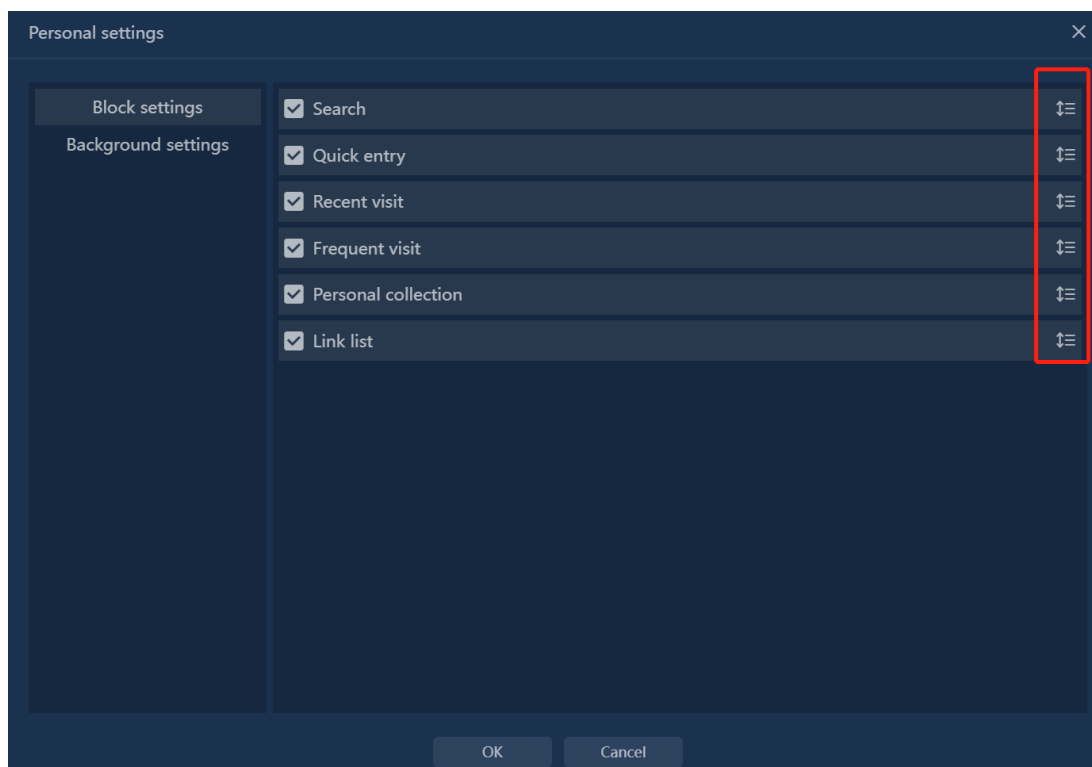 Personal settings
Block settings
Background settings
Search
Quick entry
Recent visit
Frequent visit
Personal collection
Link list
OK
Cancel